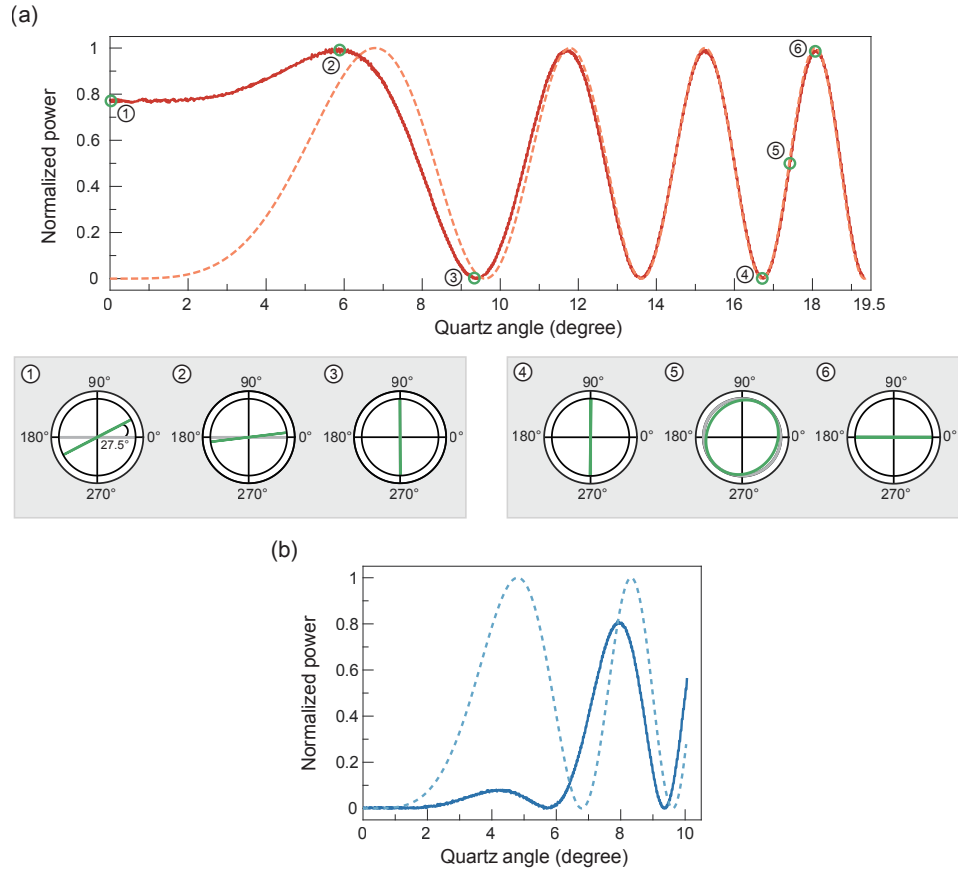 (a)
Normalized power
1
0.8
0.6
0.4
0.2
0
① ② ③ ④ ⑤ ⑥
0 2 4 6 8 10 12 14 16 18 19.5
Quartz angle (degree)
① 90° 180° 0° 27.5° 270°
② 90° 180° 0° 270°
③ 90° 180° 0° 270°
④ 90° 180° 0° 270°
⑤ 90° 180° 0° 270°
⑥ 90° 180° 0° 270°
(b)
Normalized power
1
0.8
0.6
0.4
0.2
0
0 2 4 6 8 10
Quartz angle (degree)